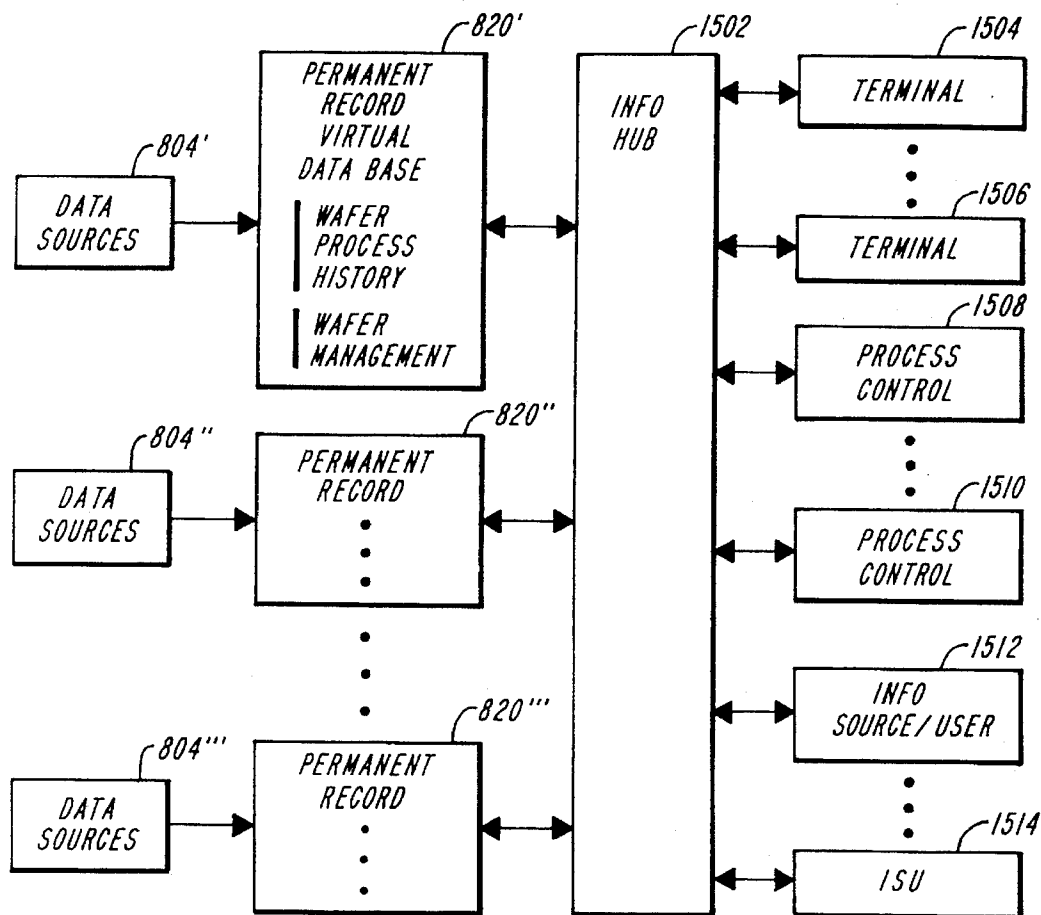 820'
1502
1504
PERMANENT
RECORD
VIRTUAL
DATA BASE
WAFER
PROCESS
HISTORY
WAFER
MANAGEMENT
INFO
HUB
TERMINAL
804'
DATA
SOURCES
1506
TERMINAL
1508
PROCESS
CONTROL
820"
804"
DATA
SOURCES
PERMANENT
RECORD
1510
PROCESS
CONTROL
1512
INFO
SOURCE/USER
820'''
804'''
DATA
SOURCES
PERMANENT
RECORD
1514
ISU